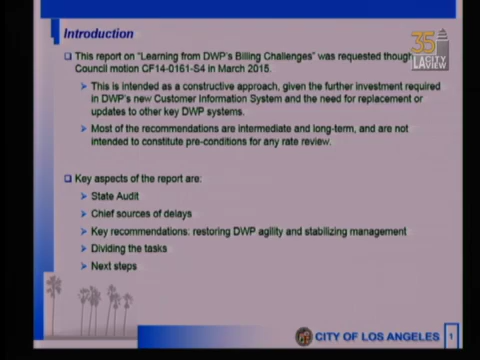 Introduction
35
LA CITY
VIEW
This report on "Learning from DWP's Billing Challenges" was requested though
Council motion CF14-0161-S4 in March 2015.
This is intended as a constructive approach, given the further investment required
in DWP's new Customer Information System and the need for replacement or
updates to other key DWP systems.
Most of the recommendations are intermediate and long-term, and are not
intended to constitute pre-conditions for any rate review.
Key aspects of the report are:
State Audit
Chief sources of delays
Key recommendations: restoring DWP agility and stabilizing management
Dividing the tasks
Next steps
CITY OF LOS ANGELES
1